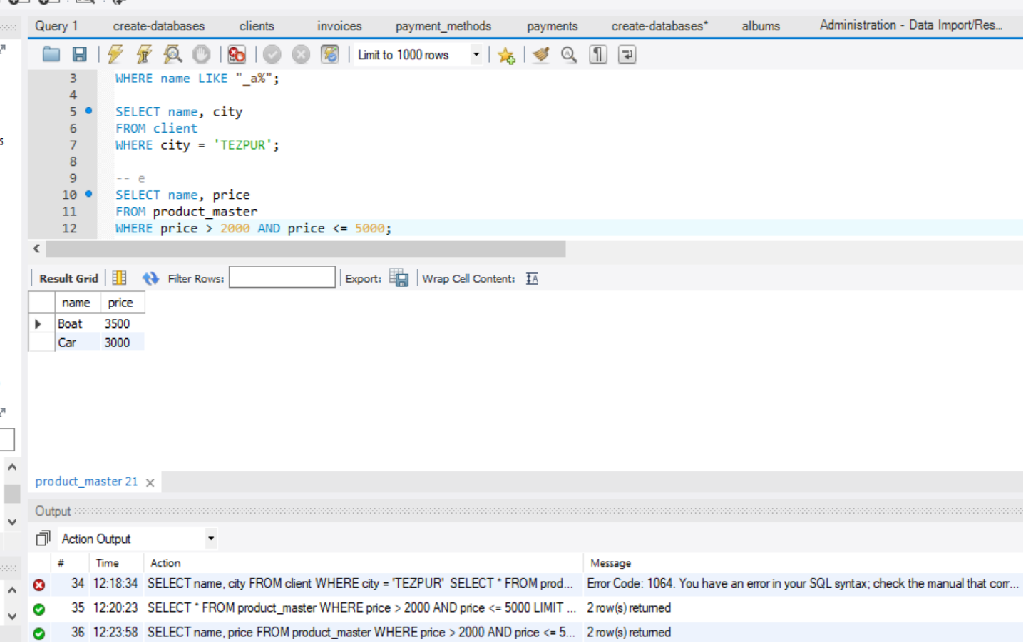 Query 1 create-databases clients invoices payment_methods payments create-databases* albums Administration - Data Import/Res...
Limit to 1000 rows
3 WHERE name LIKE "_a%";
4
5 SELECT name, city
6 FROM client
7 WHERE city = 'TEZPUR';
8
9 -- e
10 SELECT name, price
11 FROM product_master
12 WHERE price > 2000 AND price <= 5000;
Result Grid Filter Rows: Export: Wrap Cell Content:
name price
Boat 3500
Car 3000
product_master 21
Output
Action Output
# Time Action Message
34 12:18:34 SELECT name, city FROM client WHERE city = 'TEZPUR' SELECT * FROM prod... Error Code: 1064. You have an error in your SQL syntax; check the manual that corr...
35 12:20:23 SELECT * FROM product_master WHERE price > 2000 AND price <= 5000 LIMIT ... 2 row(s) returned
36 12:23:58 SELECT name, price FROM product_master WHERE price > 2000 AND price <= 5... 2 row(s) returned